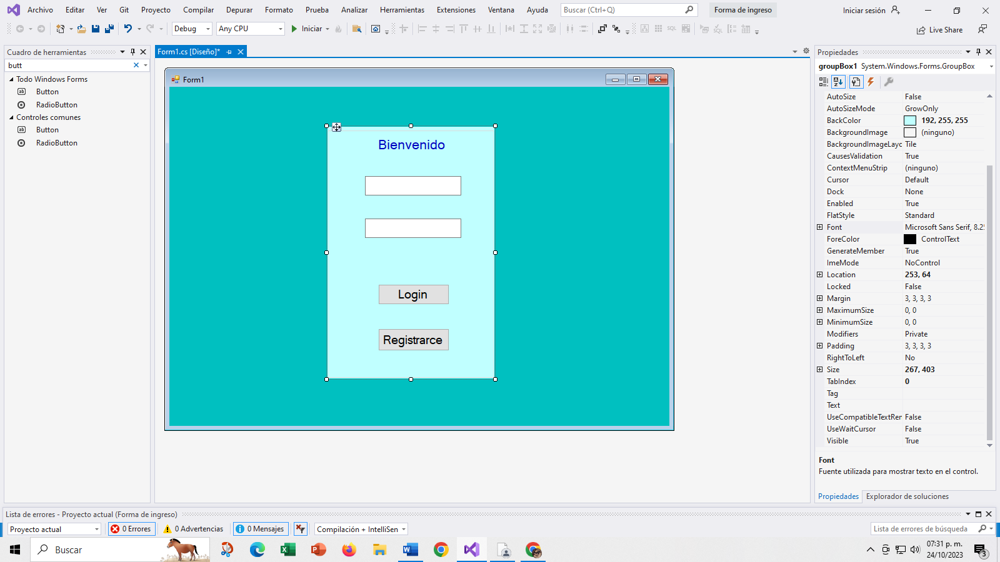 Archivo Editar Ver Git Proyecto Compilar Depurar Formato Prueba Analizar Herramientas Extensiones Ventana Ayuda Buscar (Ctrl+Q) Forma de ingreso Iniciar sesión
Debug Any CPU Iniciar SQL SQL Live Share
Cuadro de herramientas
butt
Todo Windows Forms
Button
RadioButton
Controles comunes
Button
RadioButton
Form1.cs [Diseño]*
Form1
Bienvenido
Login
Registrarce
Propiedades
groupBox1 System.Windows.Forms.GroupBox
AutoSize False
AutoSizeMode GrowOnly
BackColor 192, 255, 255
BackgroundImage (ninguno)
BackgroundImageLayo Tile
CausesValidation True
ContextMenuStrip (ninguno)
Cursor Default
Dock None
Enabled True
FlatStyle Standard
Font Microsoft Sans Serif, 8.25
ForeColor ControlText
GenerateMember True
ImeMode NoControl
Location 253, 64
Locked False
Margin 3, 3, 3, 3
MaximumSize 0, 0
MinimumSize 0, 0
Modifiers Private
Padding 3, 3, 3, 3
RightToLeft No
Size 267, 403
TabIndex 0
Tag
Text
UseCompatibleTextRen False
UseWaitCursor False
Visible True
Font
Fuente utilizada para mostrar texto en el control.
Propiedades Explorador de soluciones
Lista de errores - Proyecto actual (Forma de ingreso)
Proyecto actual 0 Errores 0 Advertencias 0 Mensajes Compilación + IntelliSen Lista de errores de búsqueda
Buscar
07:31 p. m.
24/10/2023
3